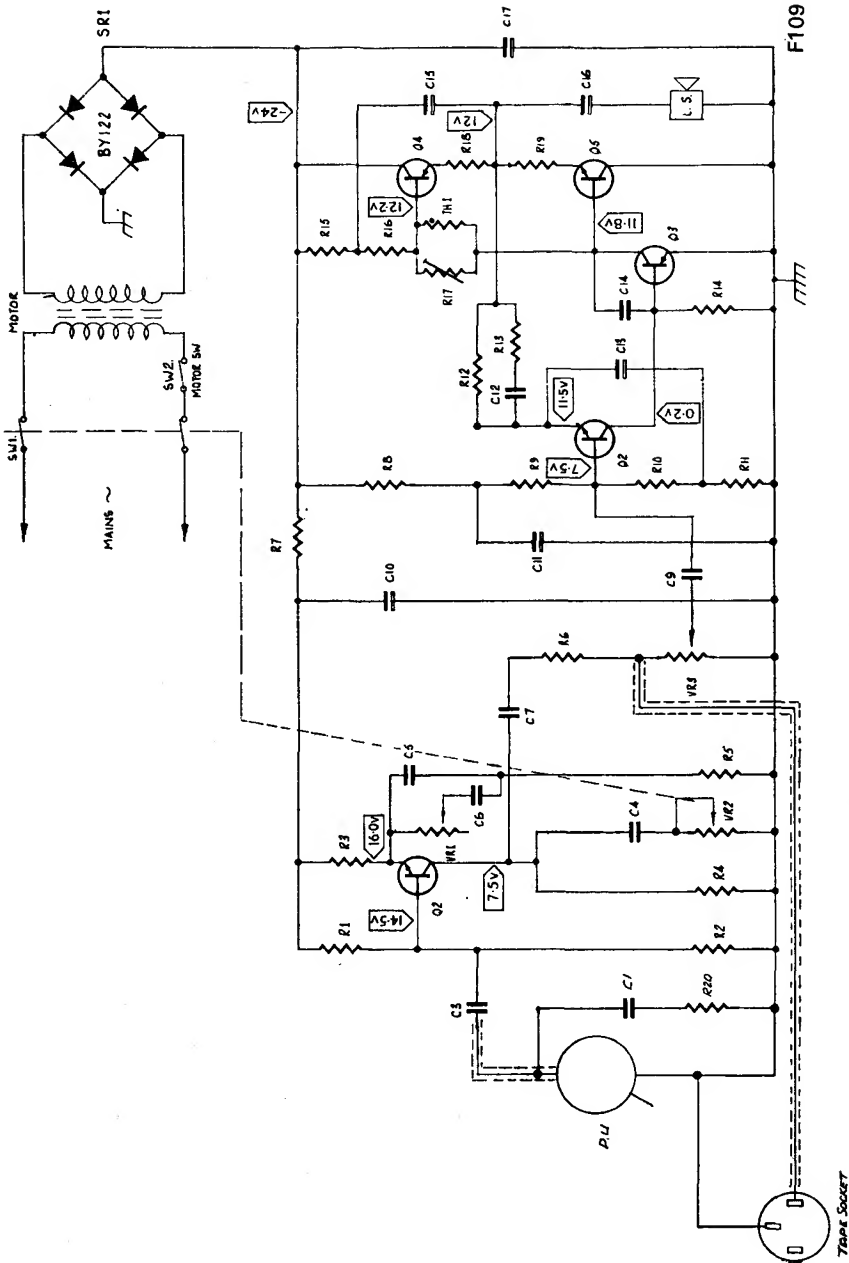 MAINS ~
SW1.
SW2.
MOTOR SW
MOTOR
BY122
SR1
F109
-24v
R7
R1
R3
16.0v
14.5v
Q2
7.5v
VR1
C5
C6
C7
C3
C1
R20
R2
R4
C4
VR2
R5
R6
VR3
C9
C10
C11
R8
R9
R10
R11
7.5v
11.5v
Q2
R12
C12
R13
C13
0.2v
C14
R14
Q3
R15
R16
R17
TH1
12.2v
Q4
R18
12v
R19
11.8v
Q5
C15
C16
L.S.
C17
P.U
TAPE SOCKET